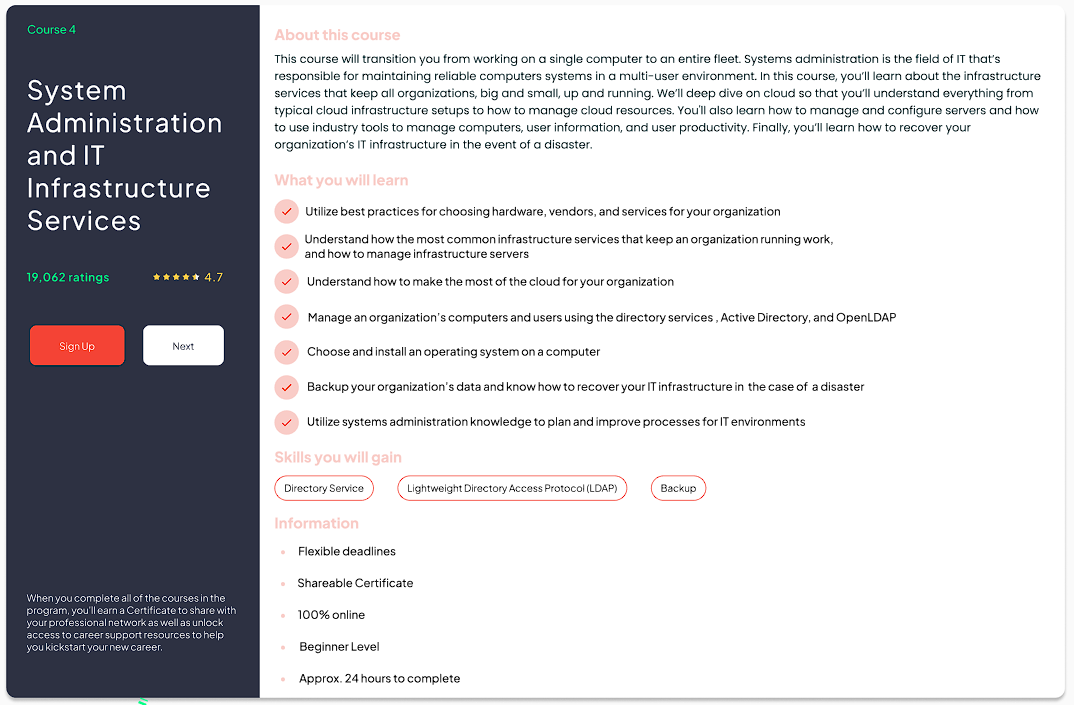 Course 4
System
Administration
and IT
Infrastructure
Services
19,062 ratings
4.7
Sign Up
Next
When you complete all of the courses in the
program, you'll earn a Certificate to share with
your professional network as well as unlock
access to career support resources to help
you kickstart your new career.
About this course
This course will transition you from working on a single computer to an entire fleet. Systems administration is the field of IT that's
responsible for maintaining reliable computers systems in a multi-user environment. In this course, you'll learn about the infrastructure
services that keep all organizations, big and small, up and running. We'll deep dive on cloud so that you'll understand everything from
typical cloud infrastructure setups to how to manage cloud resources. You'll also learn how to manage and configure servers and how
to use industry tools to manage computers, user information, and user productivity. Finally, you'll learn how to recover your
organization's IT infrastructure in the event of a disaster.
What you will learn
Utilize best practices for choosing hardware, vendors, and services for your organization
Understand how the most common infrastructure services that keep an organization running work,
and how to manage infrastructure servers
Understand how to make the most of the cloud for your organization
Manage an organization's computers and users using the directory services , Active Directory, and OpenLDAP
Choose and install an operating system on a computer
Backup your organization's data and know how to recover your IT infrastructure in the case of a disaster
Utilize systems administration knowledge to plan and improve processes for IT environments
Skills you will gain
Directory Service
Lightweight Directory Access Protocol (LDAP)
Backup
Information
Flexible deadlines
Shareable Certificate
100% online
Beginner Level
Approx. 24 hours to complete